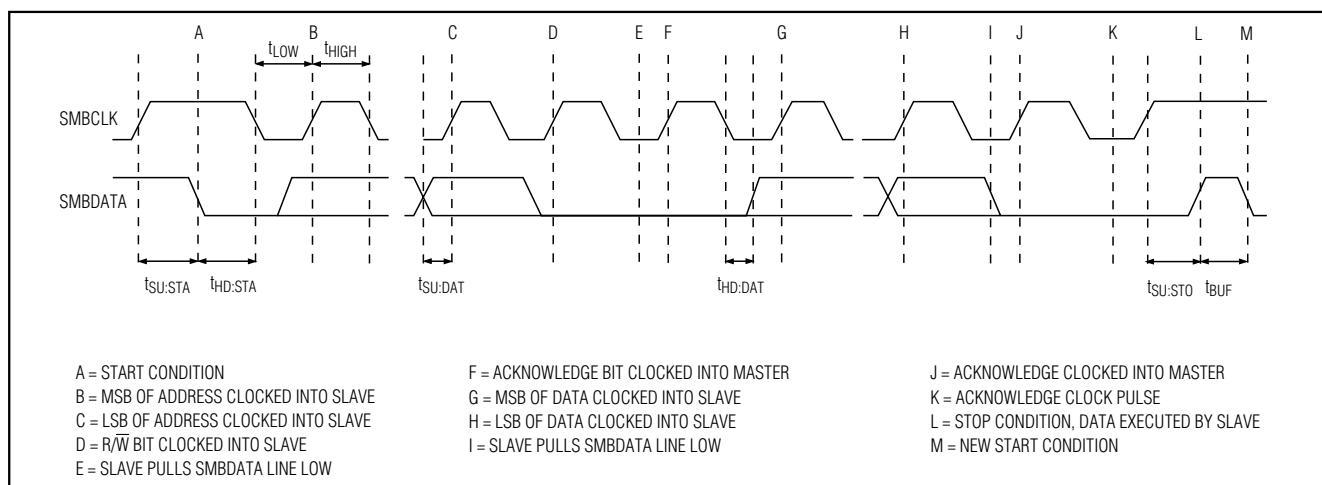 A B C D E F G H I J K L M
tLOW tHIGH
SMBCLK
SMBDATA
tSU:STA tHD:STA tSU:DAT tHD:DAT tSU:STO tBUF
A = START CONDITION
B = MSB OF ADDRESS CLOCKED INTO SLAVE
C = LSB OF ADDRESS CLOCKED INTO SLAVE
D = R/W̅ BIT CLOCKED INTO SLAVE
E = SLAVE PULLS SMBDATA LINE LOW
F = ACKNOWLEDGE BIT CLOCKED INTO MASTER
G = MSB OF DATA CLOCKED INTO SLAVE
H = LSB OF DATA CLOCKED INTO SLAVE
I = SLAVE PULLS SMBDATA LINE LOW
J = ACKNOWLEDGE CLOCKED INTO MASTER
K = ACKNOWLEDGE CLOCK PULSE
L = STOP CONDITION, DATA EXECUTED BY SLAVE
M = NEW START CONDITION